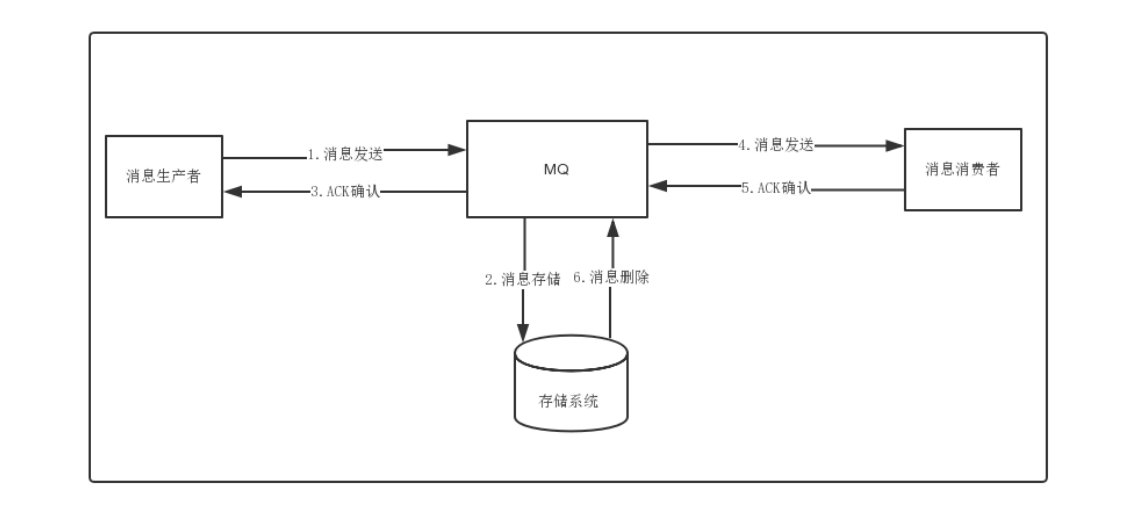 1.消息发送
4.消息发送
消息生产者
MQ
消息消费者
3.ACK确认
5.ACK确认
2.消息存储
6.消息删除
存储系统